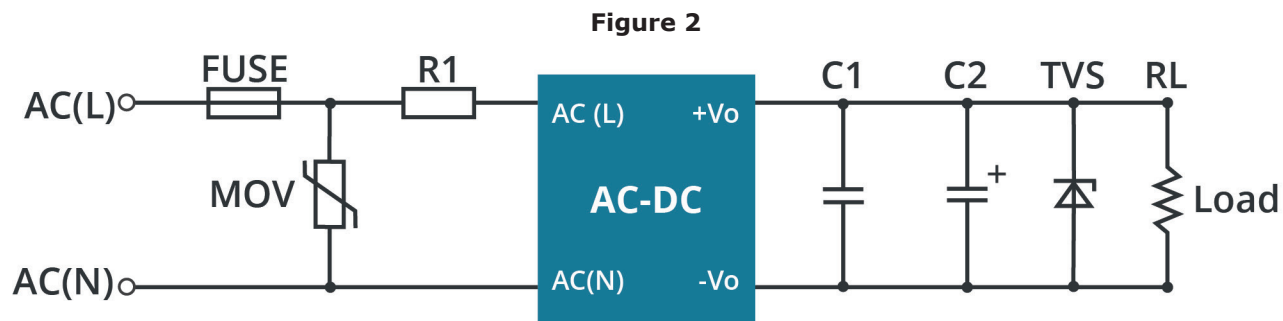 Figure 2
FUSE R1 C1 C2 TVS RL
AC(L) AC (L) +Vo
MOV AC-DC + Load
AC(N) AC(N) -Vo